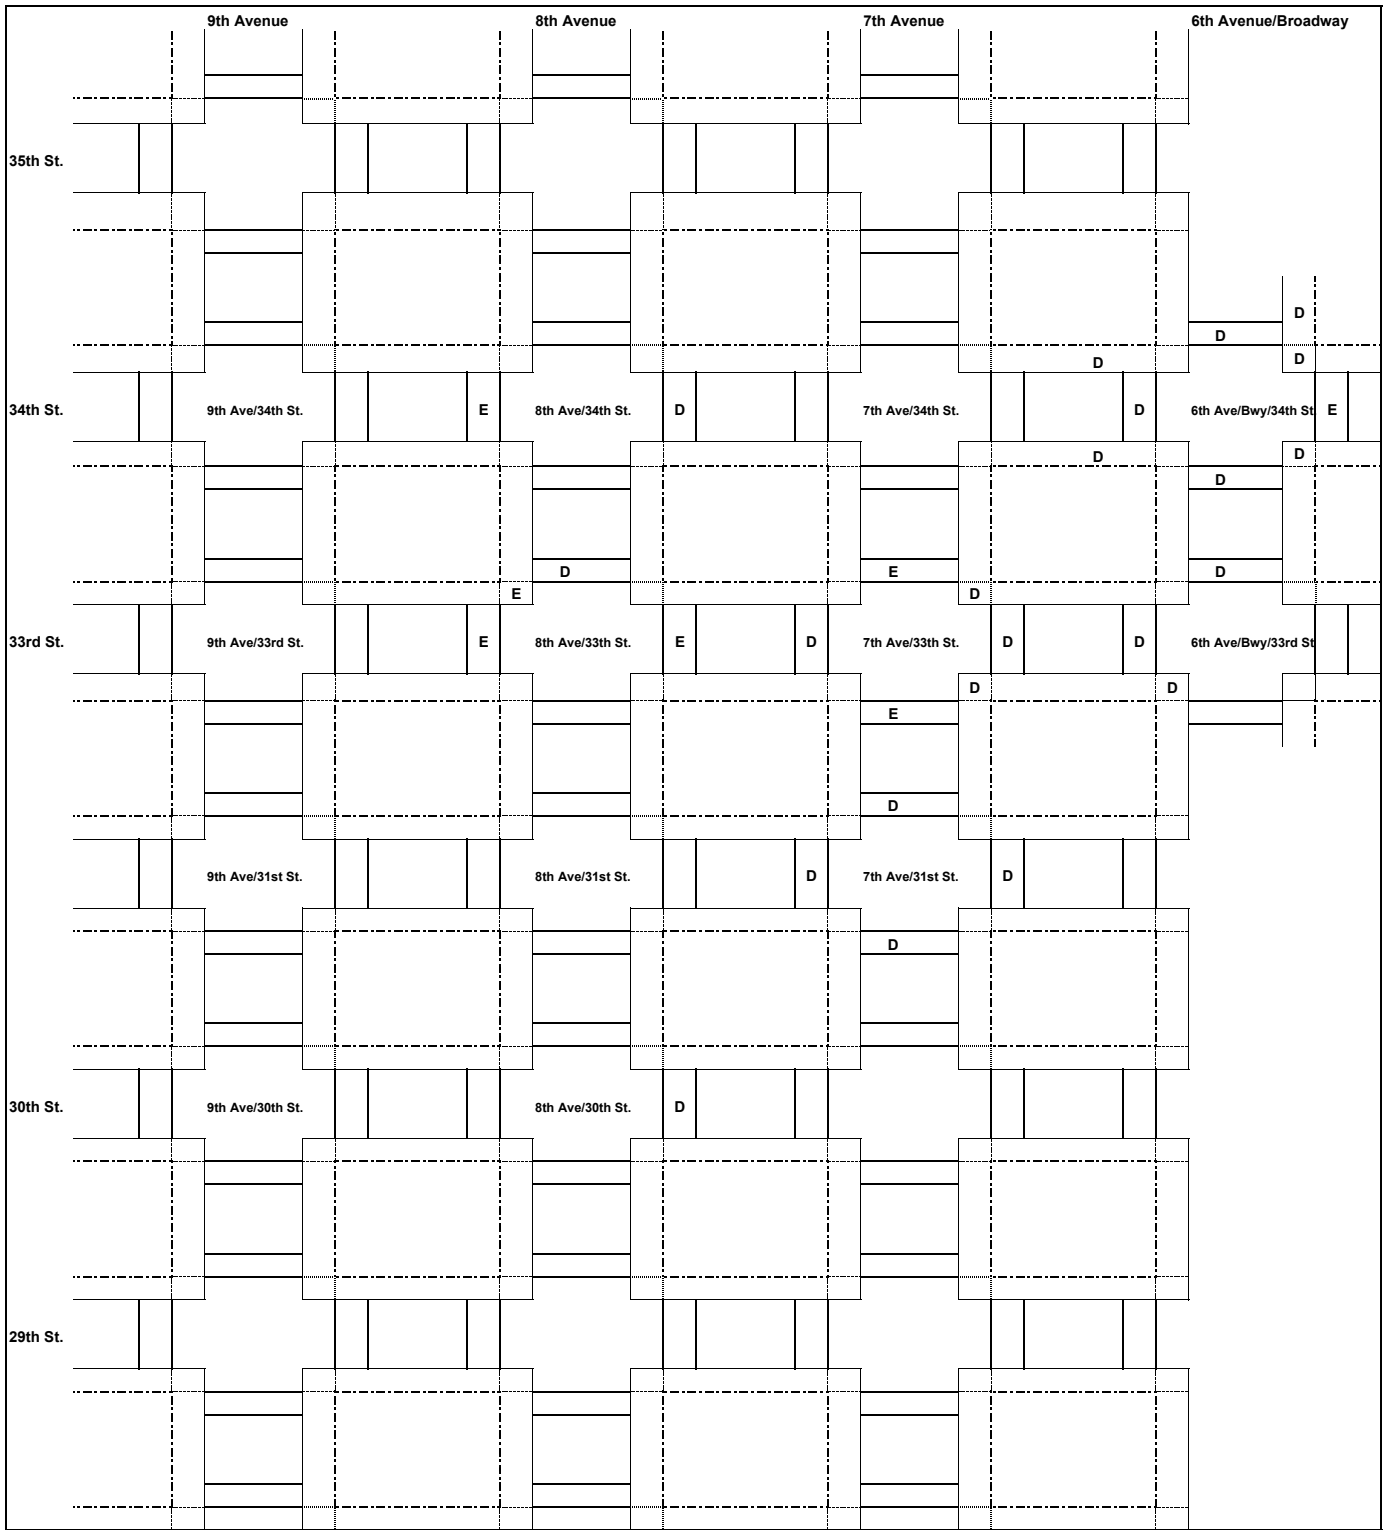 9th Avenue 8th Avenue 7th Avenue 6th Avenue/Broadway
35th St.
D
D
D
D
34th St. 9th Ave/34th St. E 8th Ave/34th St. D 7th Ave/34th St. D 6th Ave/Bwy/34th St. E
D D
D
D E D
E D
33rd St. 9th Ave/33rd St. E 8th Ave/33th St. E D 7th Ave/33th St. D D 6th Ave/Bwy/33rd St
D D
E
D
9th Ave/31st St. 8th Ave/31st St. D 7th Ave/31st St. D
D
30th St. 9th Ave/30th St. 8th Ave/30th St. D
29th St.